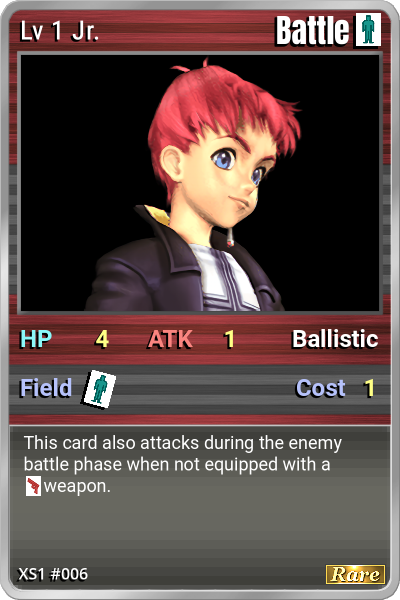 Lv 1 Jr. Battle
HP 4 ATK 1 Ballistic
Field Cost 1
This card also attacks during the enemy
battle phase when not equipped with a
weapon.
XS1 #006 Rare